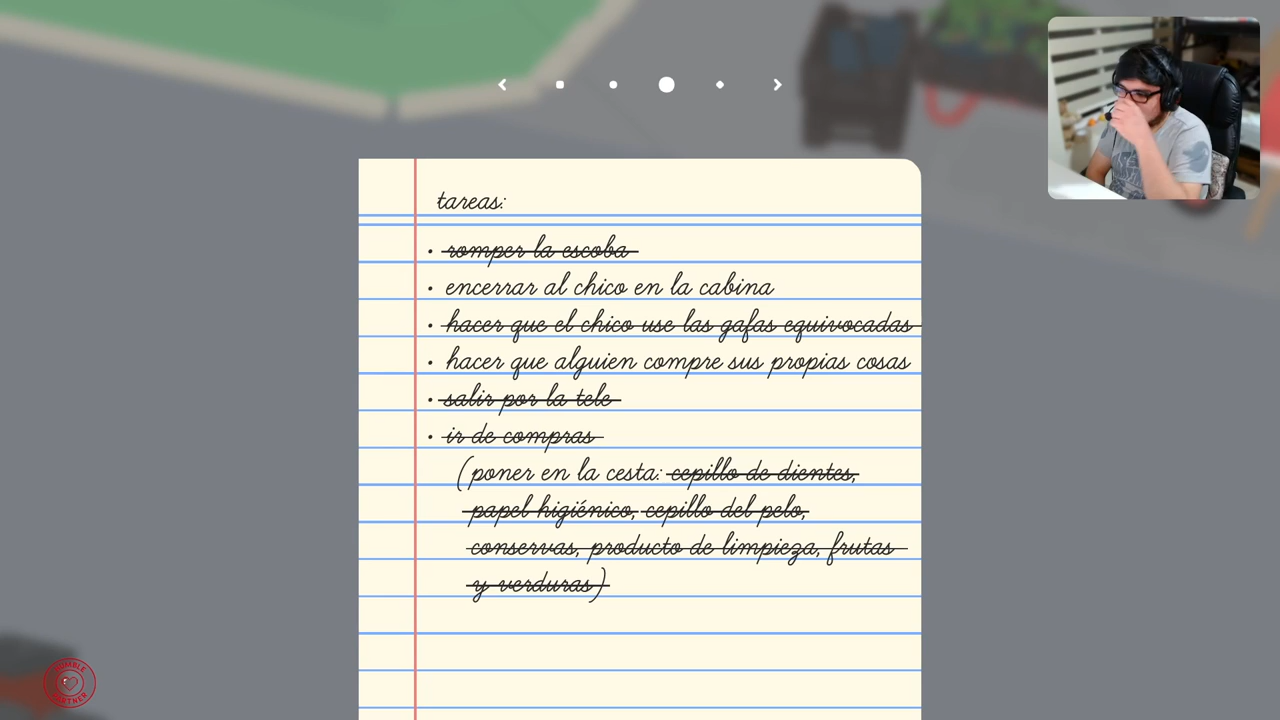 tareas:
• romper la escoba
• encerrar al chico en la cabina
• hacer que el chico use las gafas equivocadas
• hacer que alguien compre sus propias cosas
• salir por la tele
• ir de compras
(poner en la cesta: cepillo de dientes,
papel higiénico, cepillo del pelo,
conservas, producto de limpieza, frutas
y verduras)
HUMBLE
PARTNER